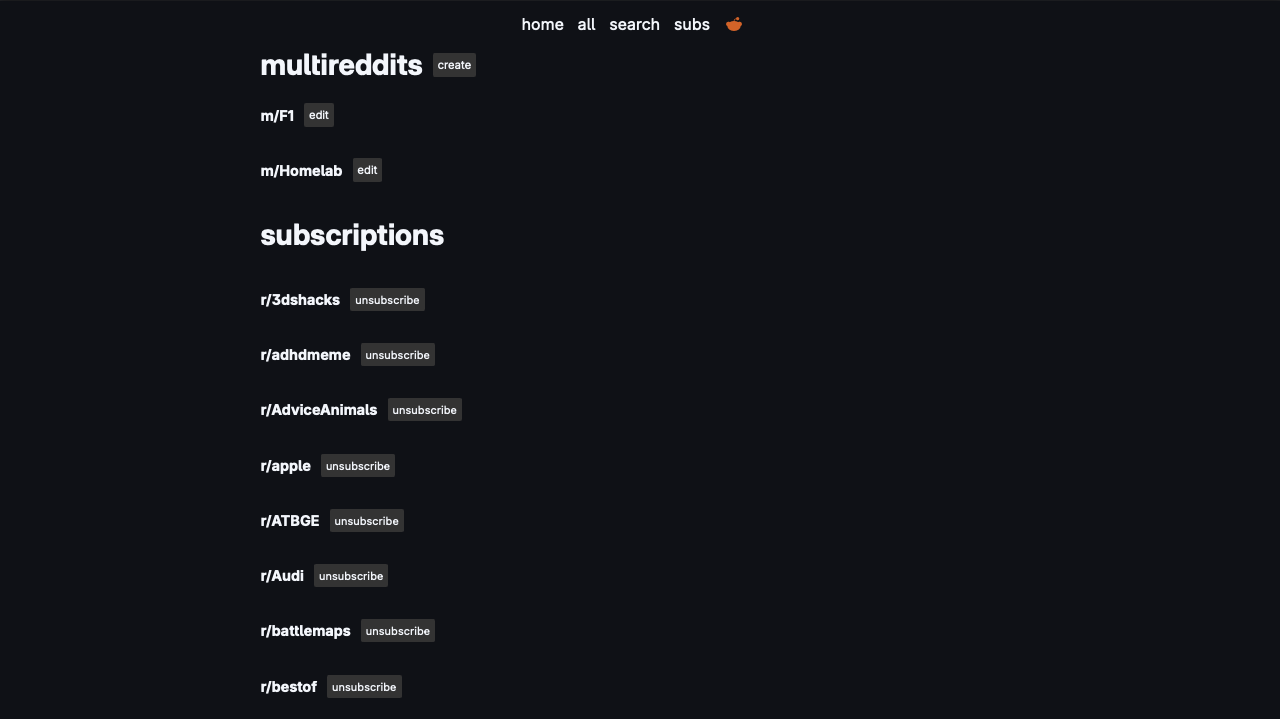 home all search subs
multireddits create
m/F1 edit
m/Homelab edit
subscriptions
r/3dshacks unsubscribe
r/adhdmeme unsubscribe
r/AdviceAnimals unsubscribe
r/apple unsubscribe
r/ATBGE unsubscribe
r/Audi unsubscribe
r/battlemaps unsubscribe
r/bestof unsubscribe